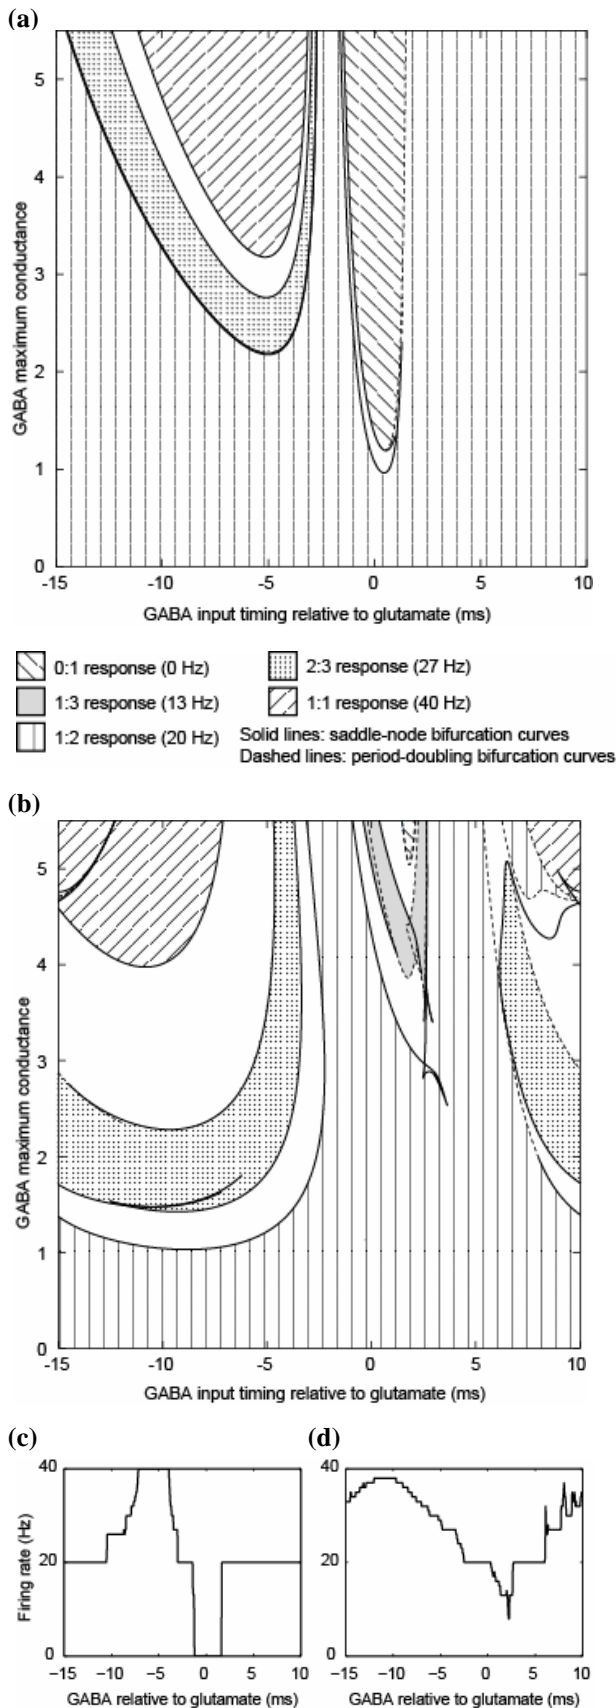 (a)
5
4
3
2
1
0
GABA maximum conductance
-15 -10 -5 0 5 10
GABA input timing relative to glutamate (ms)
0:1 response (0 Hz)
2:3 response (27 Hz)
1:3 response (13 Hz)
1:1 response (40 Hz)
1:2 response (20 Hz)
Solid lines: saddle-node bifurcation curves
Dashed lines: period-doubling bifurcation curves
(b)
5
4
3
2
1
0
GABA maximum conductance
-15 -10 -5 0 5 10
GABA input timing relative to glutamate (ms)
(c)
40
20
0
Firing rate (Hz)
−15 −10 −5 0 5 10
GABA relative to glutamate (ms)
(d)
40
20
0
−15 −10 −5 0 5 10
GABA relative to glutamate (ms)